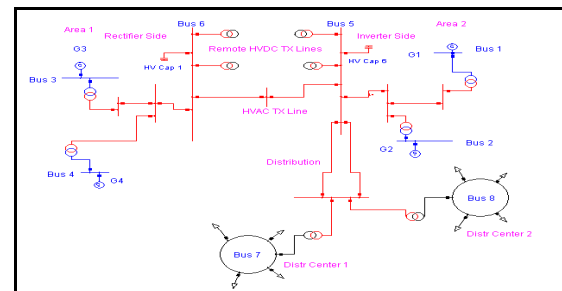 Bus 6
Bus 5
Area 1
Area 2
Rectifier Side
Remote HVDC TX Lines
Inverter Side
G3
G1
Bus 1
HV Cap 1
HV Cap 6
Bus 3
HVAC TX Line
Bus 4
G4
G2
Bus 2
Distribution
Bus 8
Distr Center 2
Bus 7
Distr Center 1